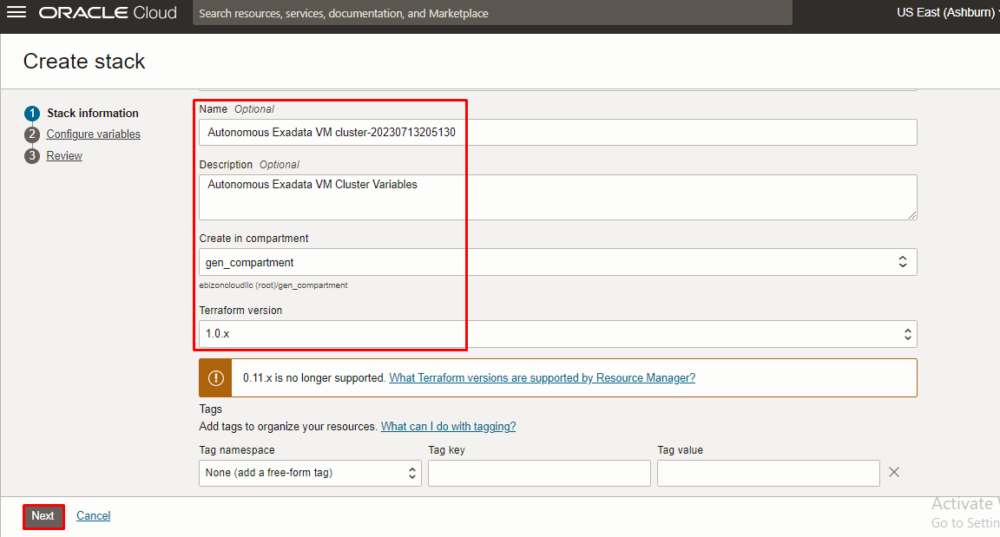 ORACLE Cloud
Search resources, services, documentation, and Marketplace
US East (Ashburn)
Create stack
1 Stack information
2 Configure variables
3 Review
Name Optional
Autonomous Exadata VM cluster-20230713205130
Description Optional
Autonomous Exadata VM Cluster Variables
Create in compartment
gen_compartment
ebizoncloudllc (root)/gen_compartment
Terraform version
1.0.x
0.11.x is no longer supported. What Terraform versions are supported by Resource Manager?
Tags
Add tags to organize your resources. What can I do with tagging?
Tag namespace Tag key Tag value
None (add a free-form tag)
Next Cancel
Activate
Go to Settin